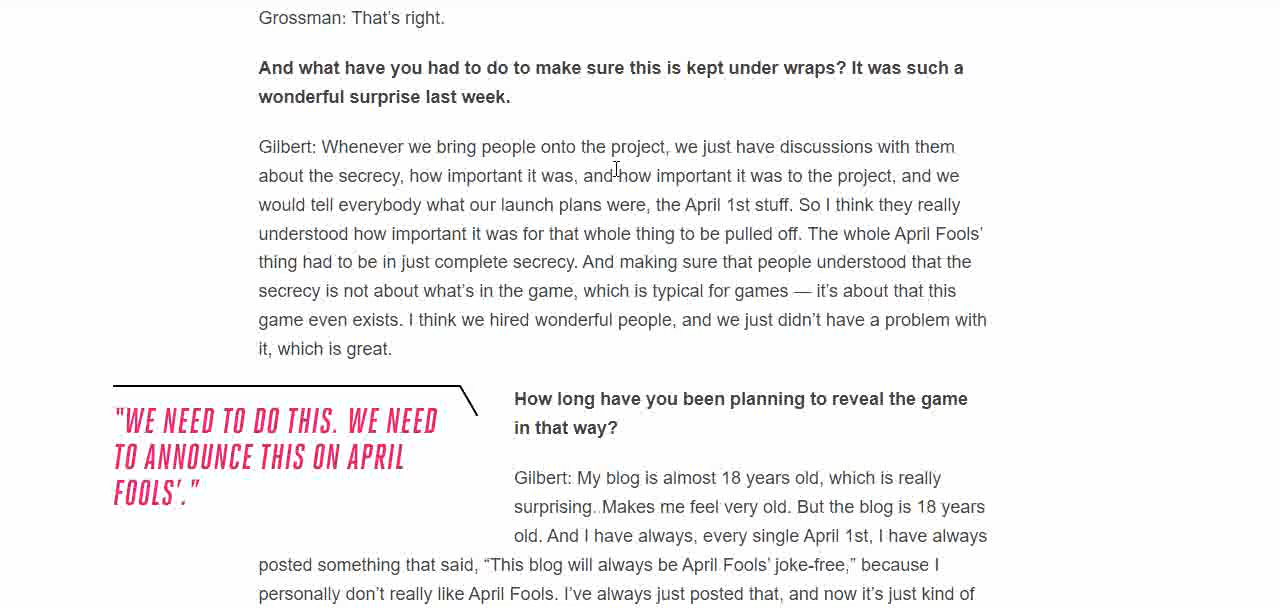 Grossman: That’s right.
And what have you had to do to make sure this is kept under wraps? It was such a
wonderful surprise last week.
Gilbert: Whenever we bring people onto the project, we just have discussions with them
about the secrecy, how important it was, and how important it was to the project, and we
would tell everybody what our launch plans were, the April 1st stuff. So I think they really
understood how important it was for that whole thing to be pulled off. The whole April Fools’
thing had to be in just complete secrecy. And making sure that people understood that the
secrecy is not about what’s in the game, which is typical for games — it’s about that this
game even exists. I think we hired wonderful people, and we just didn’t have a problem with
it, which is great.
"WE NEED TO DO THIS. WE NEED
TO ANNOUNCE THIS ON APRIL
FOOLS'."
How long have you been planning to reveal the game
in that way?
Gilbert: My blog is almost 18 years old, which is really
surprising. Makes me feel very old. But the blog is 18 years
old. And I have always, every single April 1st, I have always
posted something that said, “This blog will always be April Fools’ joke-free,” because I
personally don’t really like April Fools. I’ve always just posted that, and now it’s just kind of